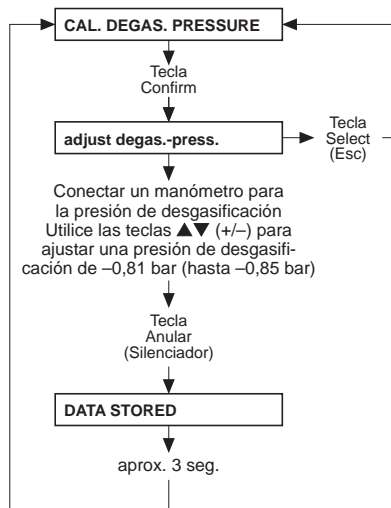 CAL. DEGAS. PRESSURE
Tecla
Confirm
adjust degas.-press.
Tecla
Select
(Esc)
Conectar un manómetro para
la presión de desgasificación
Utilice las teclas ▲▼ (+/–) para
ajustar una presión de desgasifi-
cación de –0,81 bar (hasta –0,85 bar)
Tecla
Anular
(Silenciador)
DATA STORED
aprox. 3 seg.